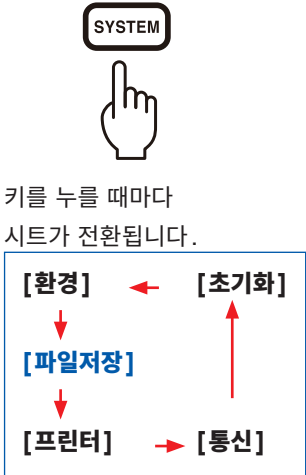 SYSTEM
키를 누를 때마다
시트가 전환됩니다.
[환경] [초기화]
[파일저장]
[프린터] [통신]